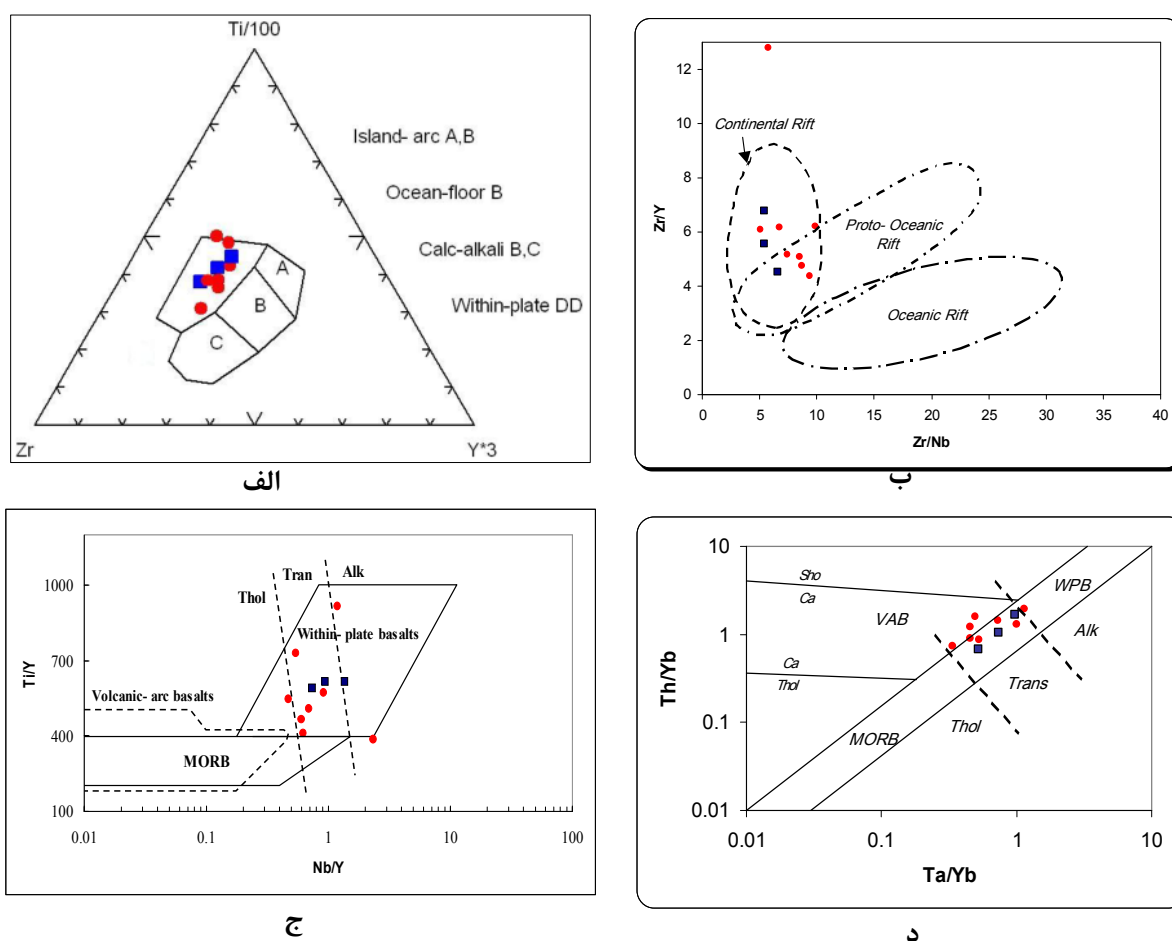 Ti/100
Island- arc A,B
Ocean-floor B
Calc-alkali B,C
Within-plate DD
A
B
C
Zr
Y*3
الف
12
10
8
6
4
2
0
0 5 10 15 20 25 30 35 40
Zr/Y
Zr/Nb
Continental Rift
Proto- Oceanic
Rift
Oceanic Rift
ب
1000
700
400
100
0.01 0.1 1 10 100
Ti/Y
Nb/Y
Thol
Tran
Alk
Within- plate basalts
Volcanic- arc basalts
MORB
ج
10
1
0.1
0.01
0.01 0.1 1 10
Th/Yb
Ta/Yb
Sho
Ca
VAB
WPB
Alk
Ca
Thol
Trans
Thol
MORB
د